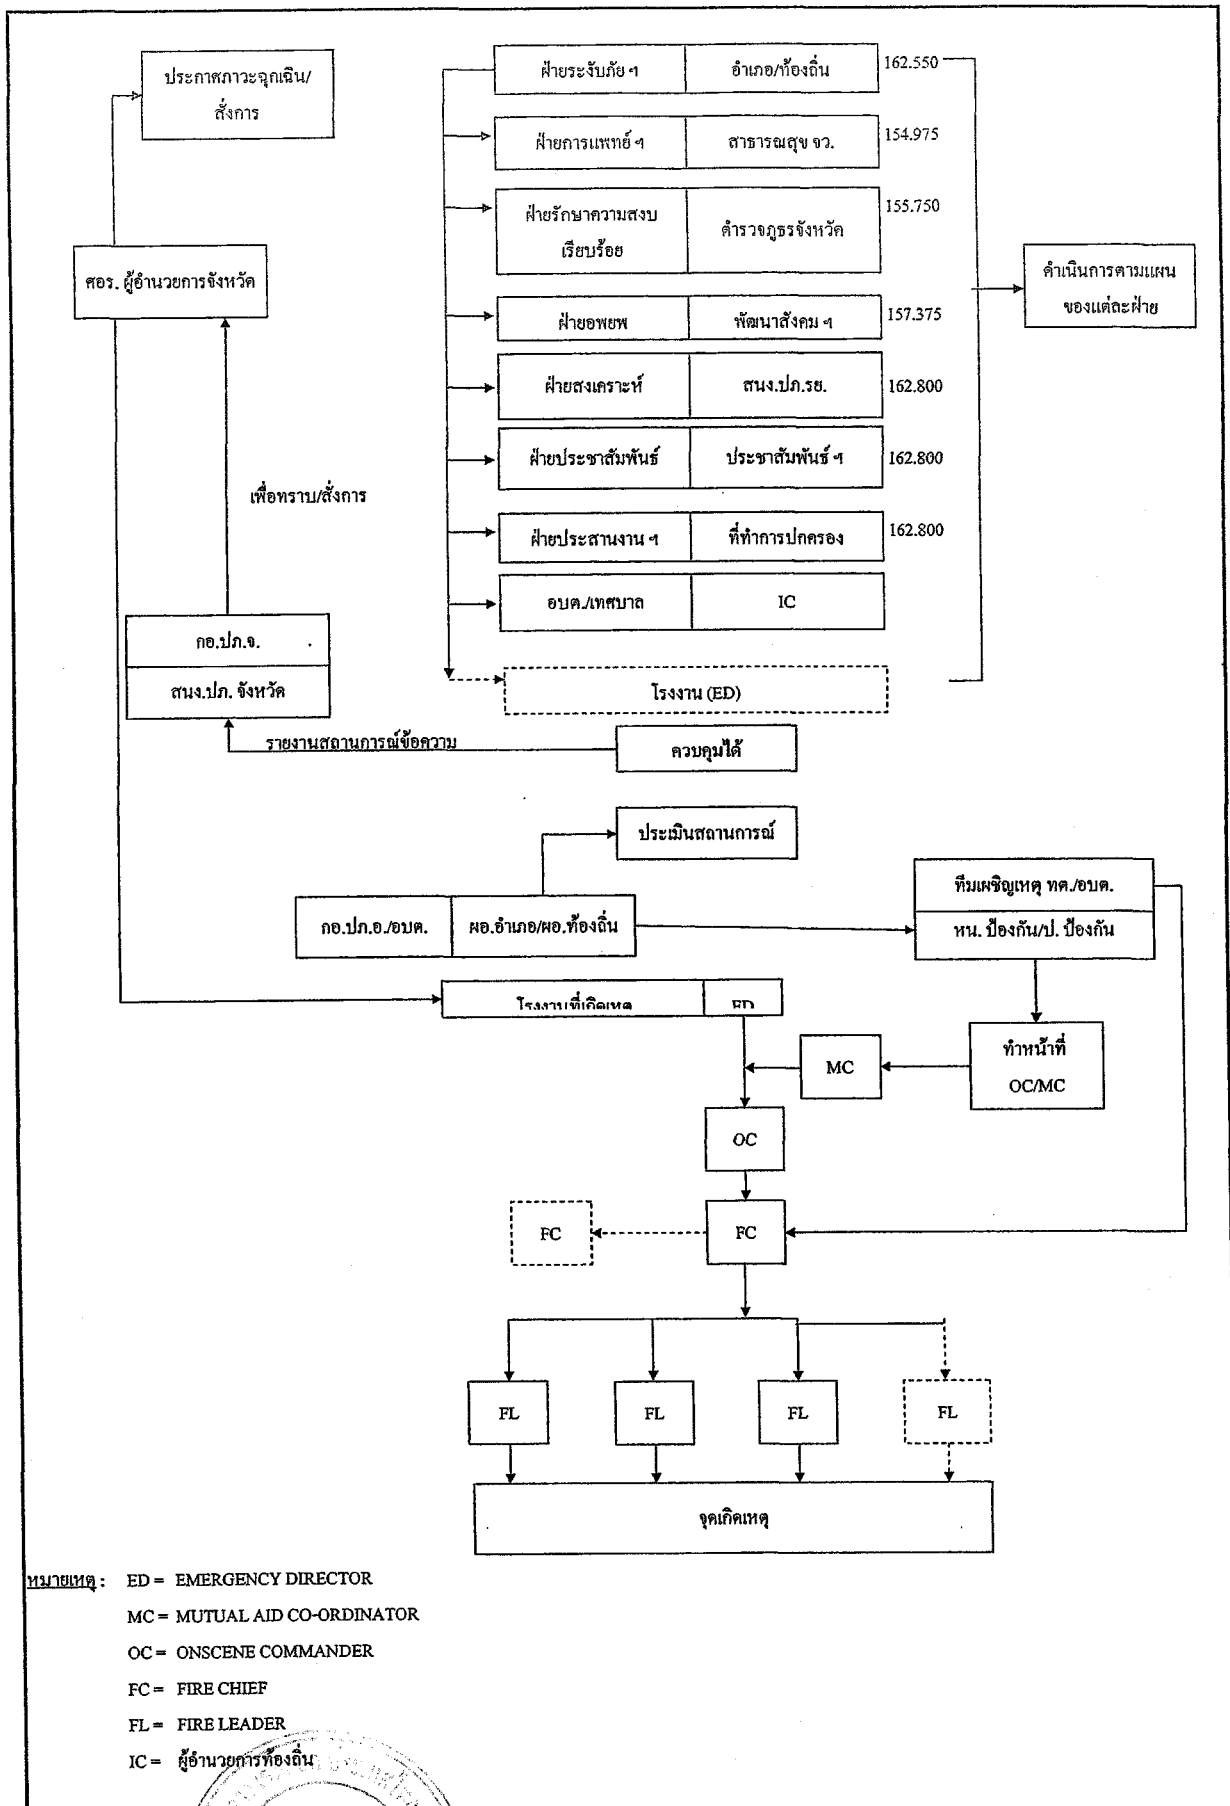 ประกาศภาวะฉุกเฉิน/
สั่งการ
ฝ่ายระงับภัย ฯ อำเภอ/ท้องถิ่น 162.550
ฝ่ายการแพทย์ ฯ สาธารณสุข จว. 154.975
ฝ่ายรักษาความสงบ
เรียบร้อย
ตำรวจภูธรจังหวัด 155.750
ศอร. ผู้อำนวยการจังหวัด
ดำเนินการตามแผน
ของแต่ละฝ่าย
ฝ่ายอพยพ พัฒนาสังคม ฯ 157.375
ฝ่ายสงเคราะห์ สนง.ปภ.รย. 162.800
ฝ่ายประชาสัมพันธ์ ประชาสัมพันธ์ ฯ 162.800
เพื่อทราบ/สั่งการ
ฝ่ายประสานงาน ฯ ที่ทำการปกครอง 162.800
อบต./เทศบาล IC
กอ.ปภ.จ.
สนง.ปภ. จังหวัด
โรงงาน (ED)
รายงานสถานการณ์ข้อความ
ควบคุมได้
ประเมินสถานการณ์
ทีมเผชิญเหตุ ทต./อบต.
หน. ป้องกัน/ป. ป้องกัน
กอ.ปภ.อ./อบต. ผอ.อำเภอ/ผอ.ท้องถิ่น
โรงงานที่เกิดเหตุ ED
ทำหน้าที่
OC/MC
MC
OC
FC FC
FL FL FL FL
จุดเกิดเหตุ
หมายเหตุ : ED = EMERGENCY DIRECTOR
MC = MUTUAL AID CO-ORDINATOR
OC = ONSCENE COMMANDER
FC = FIRE CHIEF
FL = FIRE LEADER
IC = ผู้อำนวยการท้องถิ่น